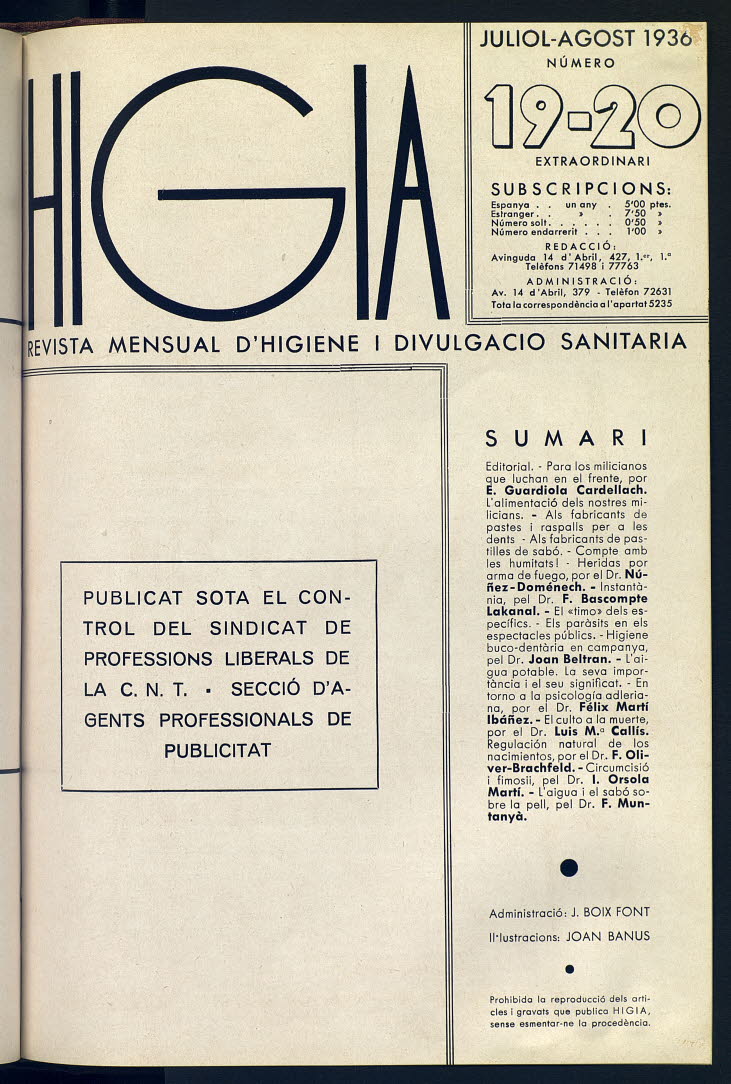 HIGIA
JULIOL-AGOST 1936
NÚMERO
19-20
EXTRAORDINARI
SUBSCRIPCIONS:
Espanya . . un any . 5'00 ptes.
Estranger . . » . 7'50 »
Número solt. . . . . . . 0'50 »
Número endarrerit . . . 1'00 »
REDACCIÓ:
Avinguda 14 d'Abril, 427, 1.er, 1.ª
Telèfons 71498 i 77763
ADMINISTRACIÓ:
Av. 14 d'Abril, 379 - Telèfon 72631
Tota la correspondència a l'apartat 5235
REVISTA MENSUAL D'HIGIENE I DIVULGACIO SANITARIA
PUBLICAT SOTA EL CON-
TROL DEL SINDICAT DE
PROFESSIONS LIBERALS DE
LA C. N. T. ▪ SECCIÓ D'A-
GENTS PROFESSIONALS DE
PUBLICITAT
SUMARI
Editorial. - Para los milicianos
que luchan en el frente, por
E. Guardiola Cardellach.
L'alimentació dels nostres mi-
licians. - Als fabricants de
pastes i raspalls per a les
dents - Als fabricants de pas-
tilles de sabó. - Compte amb
les humitats! - Heridas por
arma de fuego, por el Dr. Nú-
ñez-Doménech. - Instantà-
nia, pel Dr. F. Bascompte
Lakanal. - El «timo» dels es-
pecífics. - Els paràsits en els
espectacles públics. - Higiene
buco-dentària en campanya,
pel Dr. Joan Beltran. - L'ai-
gua potable. La seva impor-
tància i el seu significat. - En
torno a la psicología adleria-
na, por el Dr. Félix Martí
Ibáñez. - El culto a la muerte,
por el Dr. Luis M.ª Callís.
Regulación natural de los
nacimientos, por el Dr. F. Oli-
ver-Brachfeld. - Circumcisió
i fimosii, pel Dr. I. Orsola
Martí. - L'aigua i el sabó so-
bre la pell, pel Dr. F. Mun-
tanyà.
Administració: J. BOIX FONT
Il·lustracions: JOAN BANUS
Prohibida la reproducció dels arti-
cles i gravats que publica HIGIA,
sense esmentar-ne la procedència.